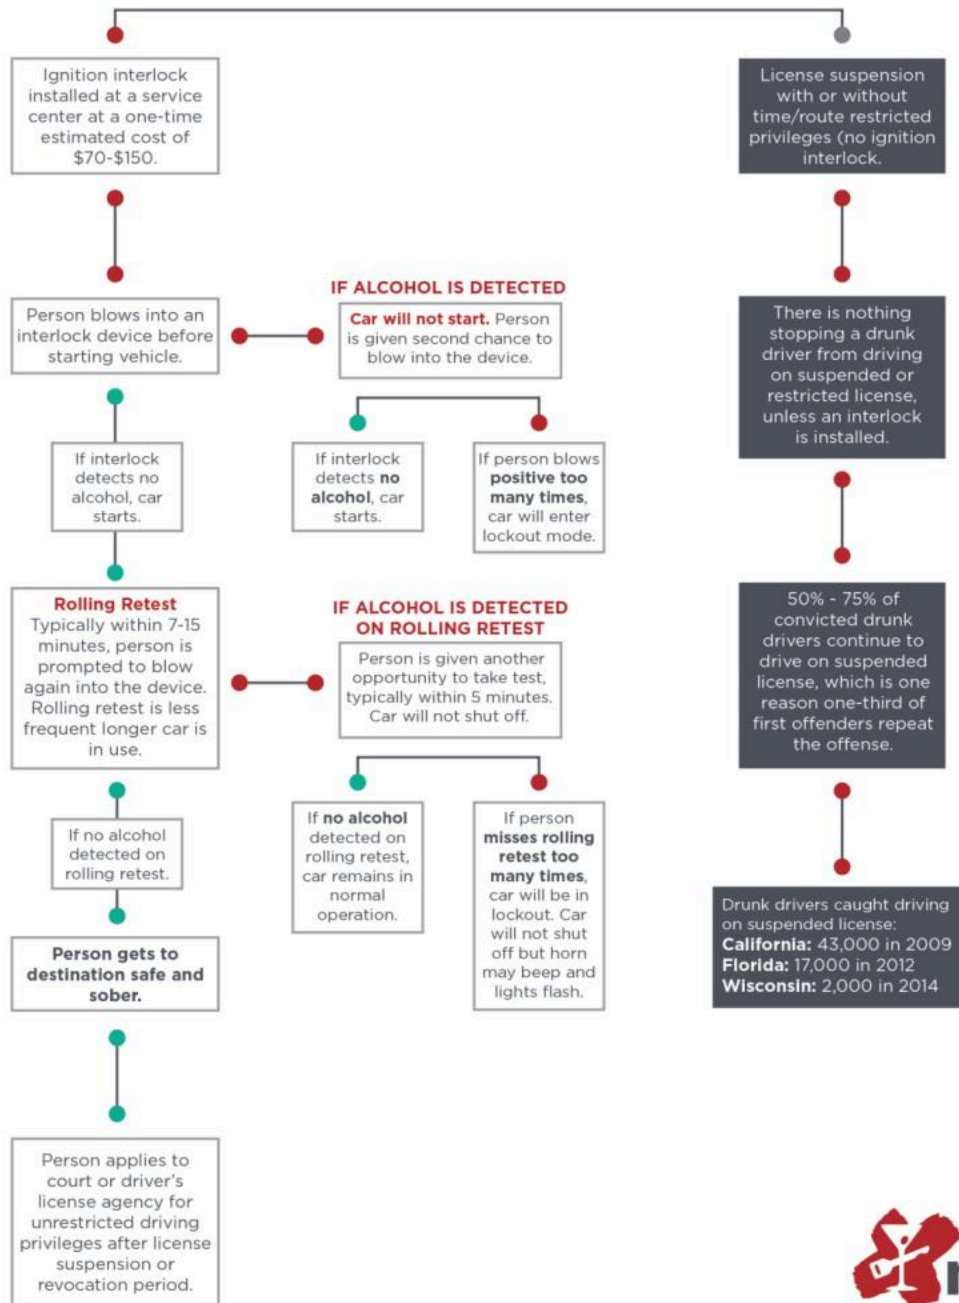 Ignition interlock
installed at a service
center at a one-time
estimated cost of
$70-$150.
License suspension
with or without
time/route restricted
privileges (no ignition
interlock.
Person blows into an
interlock device before
starting vehicle.
IF ALCOHOL IS DETECTED
Car will not start. Person
is given second chance to
blow into the device.
There is nothing
stopping a drunk
driver from driving
on suspended or
restricted license,
unless an interlock
is installed.
If interlock
detects no
alcohol, car
starts.
If interlock
detects no
alcohol, car
starts.
If person blows
positive too
many times,
car will enter
lockout mode.
Rolling Retest
Typically within 7-15
minutes, person is
prompted to blow
again into the device.
Rolling retest is less
frequent longer car is
in use.
IF ALCOHOL IS DETECTED
ON ROLLING RETEST
Person is given another
opportunity to take test,
typically within 5 minutes.
Car will not shut off.
50% - 75% of
convicted drunk
drivers continue to
drive on suspended
license, which is one
reason one-third of
first offenders repeat
the offense.
If no alcohol
detected on
rolling retest.
If no alcohol
detected on
rolling retest,
car remains in
normal
operation.
If person
misses rolling
retest too
many times,
car will be in
lockout. Car
will not shut
off but horn
may beep and
lights flash.
Drunk drivers caught driving
on suspended license:
California: 43,000 in 2009
Florida: 17,000 in 2012
Wisconsin: 2,000 in 2014
Person gets to
destination safe and
sober.
Person applies to
court or driver's
license agency for
unrestricted driving
privileges after license
suspension or
revocation period.